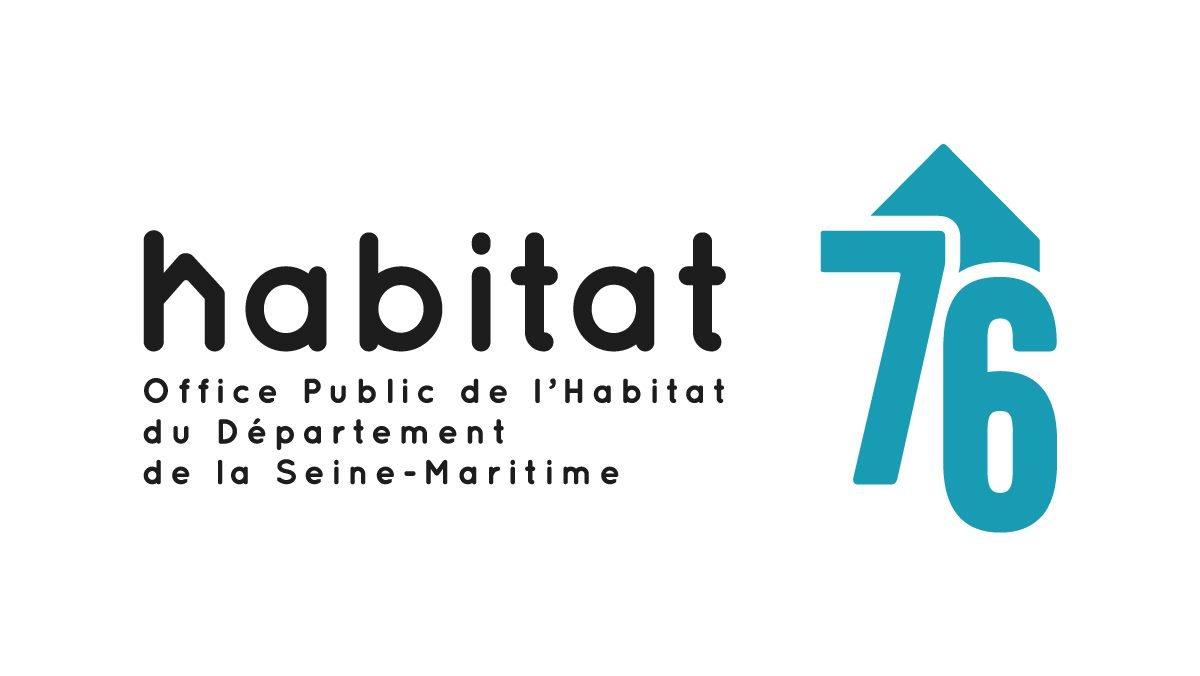 habitat 76
Office Public de l’Habitat
du Département
de la Seine-Maritime